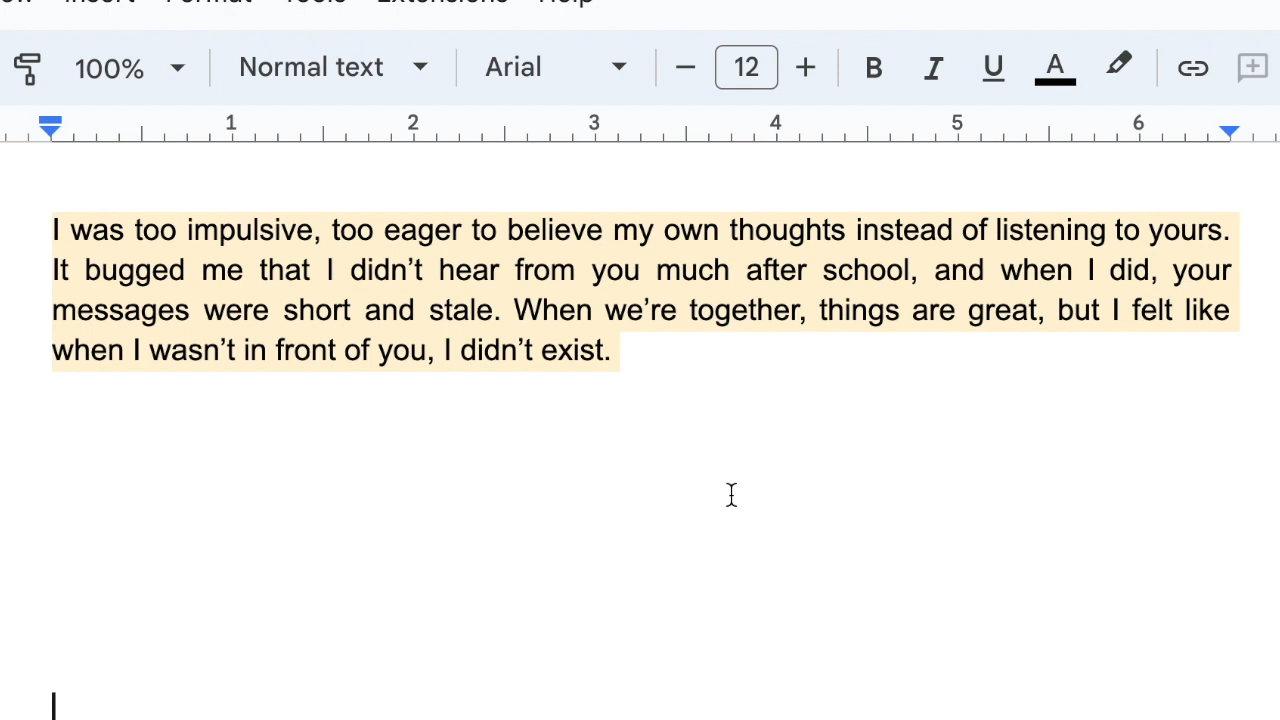 100% Normal text Arial 12 B I U A
1 2 3 4 5 6
I was too impulsive, too eager to believe my own thoughts instead of listening to yours.
It bugged me that I didn’t hear from you much after school, and when I did, your
messages were short and stale. When we’re together, things are great, but I felt like
when I wasn’t in front of you, I didn’t exist.